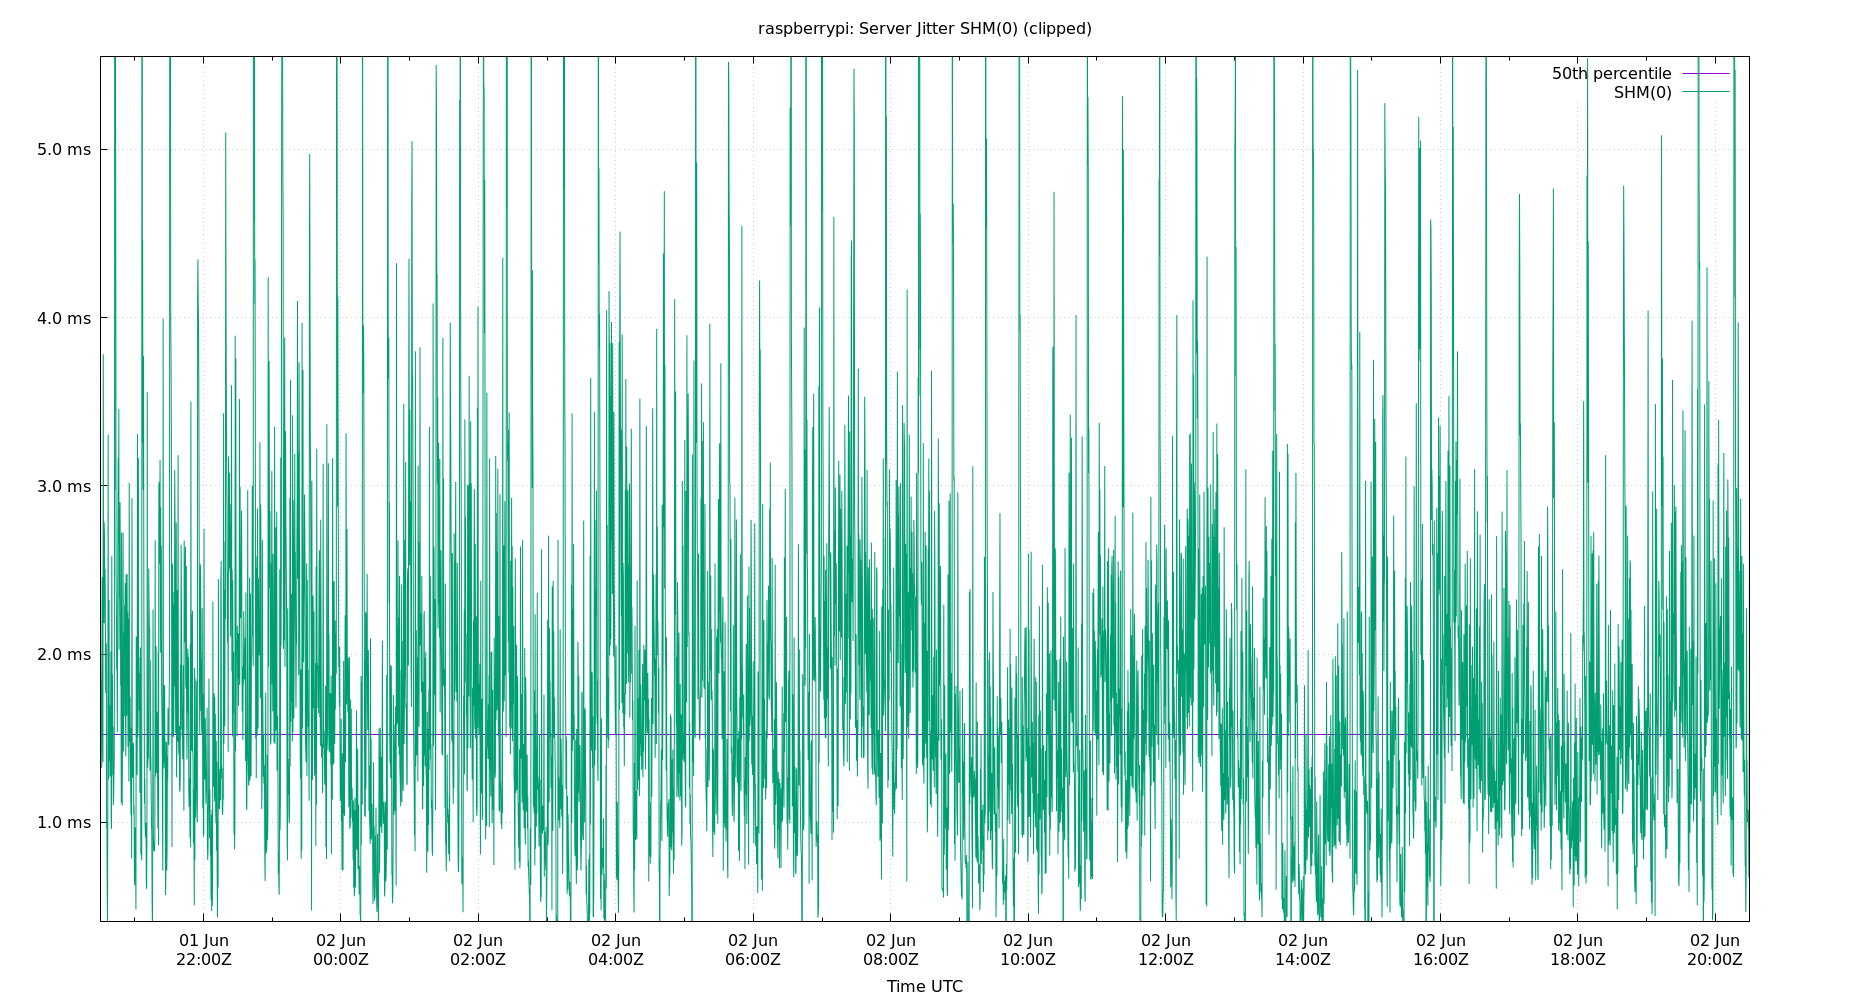 raspberrypi: Server Jitter SHM(0) (clipped)
50th percentile
SHM(0)
5.0 ms
4.0 ms
3.0 ms
2.0 ms
1.0 ms
01 Jun 02 Jun 02 Jun 02 Jun 02 Jun 02 Jun 02 Jun 02 Jun 02 Jun 02 Jun 02 Jun 02 Jun
22:00Z 00:00Z 02:00Z 04:00Z 06:00Z 08:00Z 10:00Z 12:00Z 14:00Z 16:00Z 18:00Z 20:00Z
Time UTC